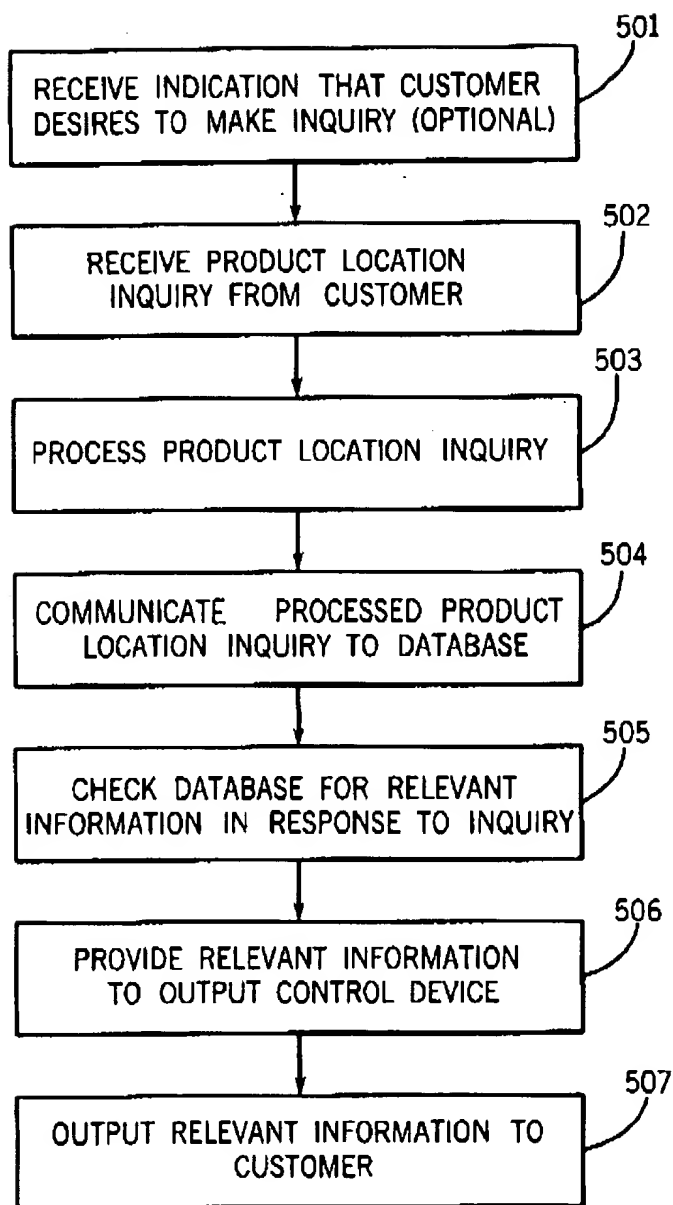 501
RECEIVE INDICATION THAT CUSTOMER
DESIRES TO MAKE INQUIRY (OPTIONAL)
502
RECEIVE PRODUCT LOCATION
INQUIRY FROM CUSTOMER
503
PROCESS PRODUCT LOCATION INQUIRY
504
COMMUNICATE PROCESSED PRODUCT
LOCATION INQUIRY TO DATABASE
505
CHECK DATABASE FOR RELEVANT
INFORMATION IN RESPONSE TO INQUIRY
506
PROVIDE RELEVANT INFORMATION
TO OUTPUT CONTROL DEVICE
507
OUTPUT RELEVANT INFORMATION TO
CUSTOMER